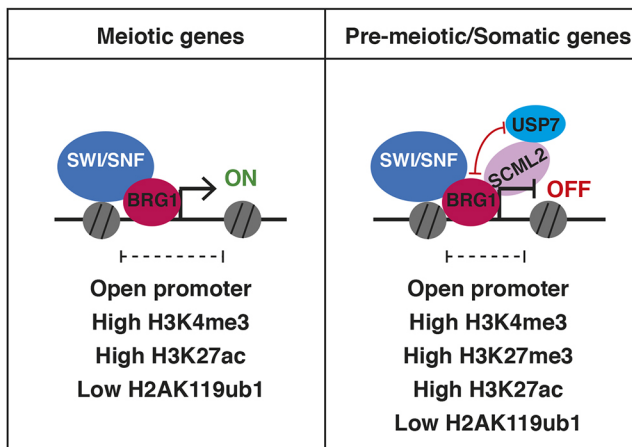 Meiotic genes
Pre-meiotic/Somatic genes
SWI/SNF
BRG1
ON
Open promoter
High H3K4me3
High H3K27ac
Low H2AK119ub1
USP7
SCML2
SWI/SNF
BRG1
OFF
Open promoter
High H3K4me3
High H3K27me3
High H3K27ac
Low H2AK119ub1